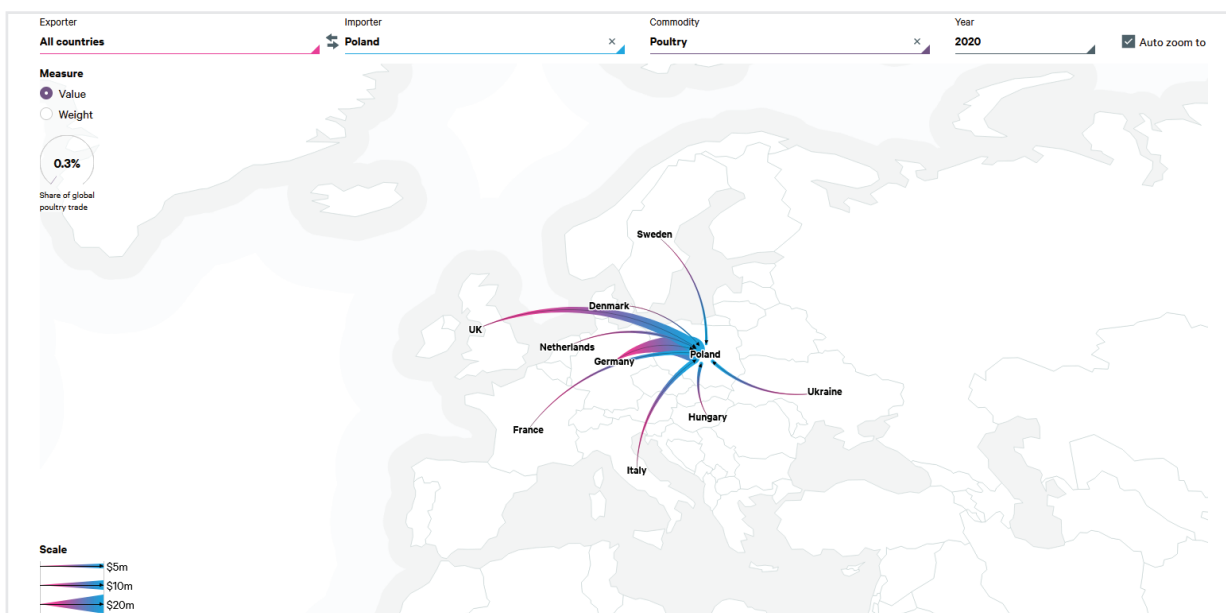 Exporter
Importer
Commodity
Year
All countries
Poland
×
Poultry
×
2020
Auto zoom to
Measure
Value
Weight
0.3%
Share of global
poultry trade
Sweden
Denmark
UK
Netherlands
Poland
Germany
Ukraine
Hungary
France
Italy
Scale
$5m
$10m
$20m